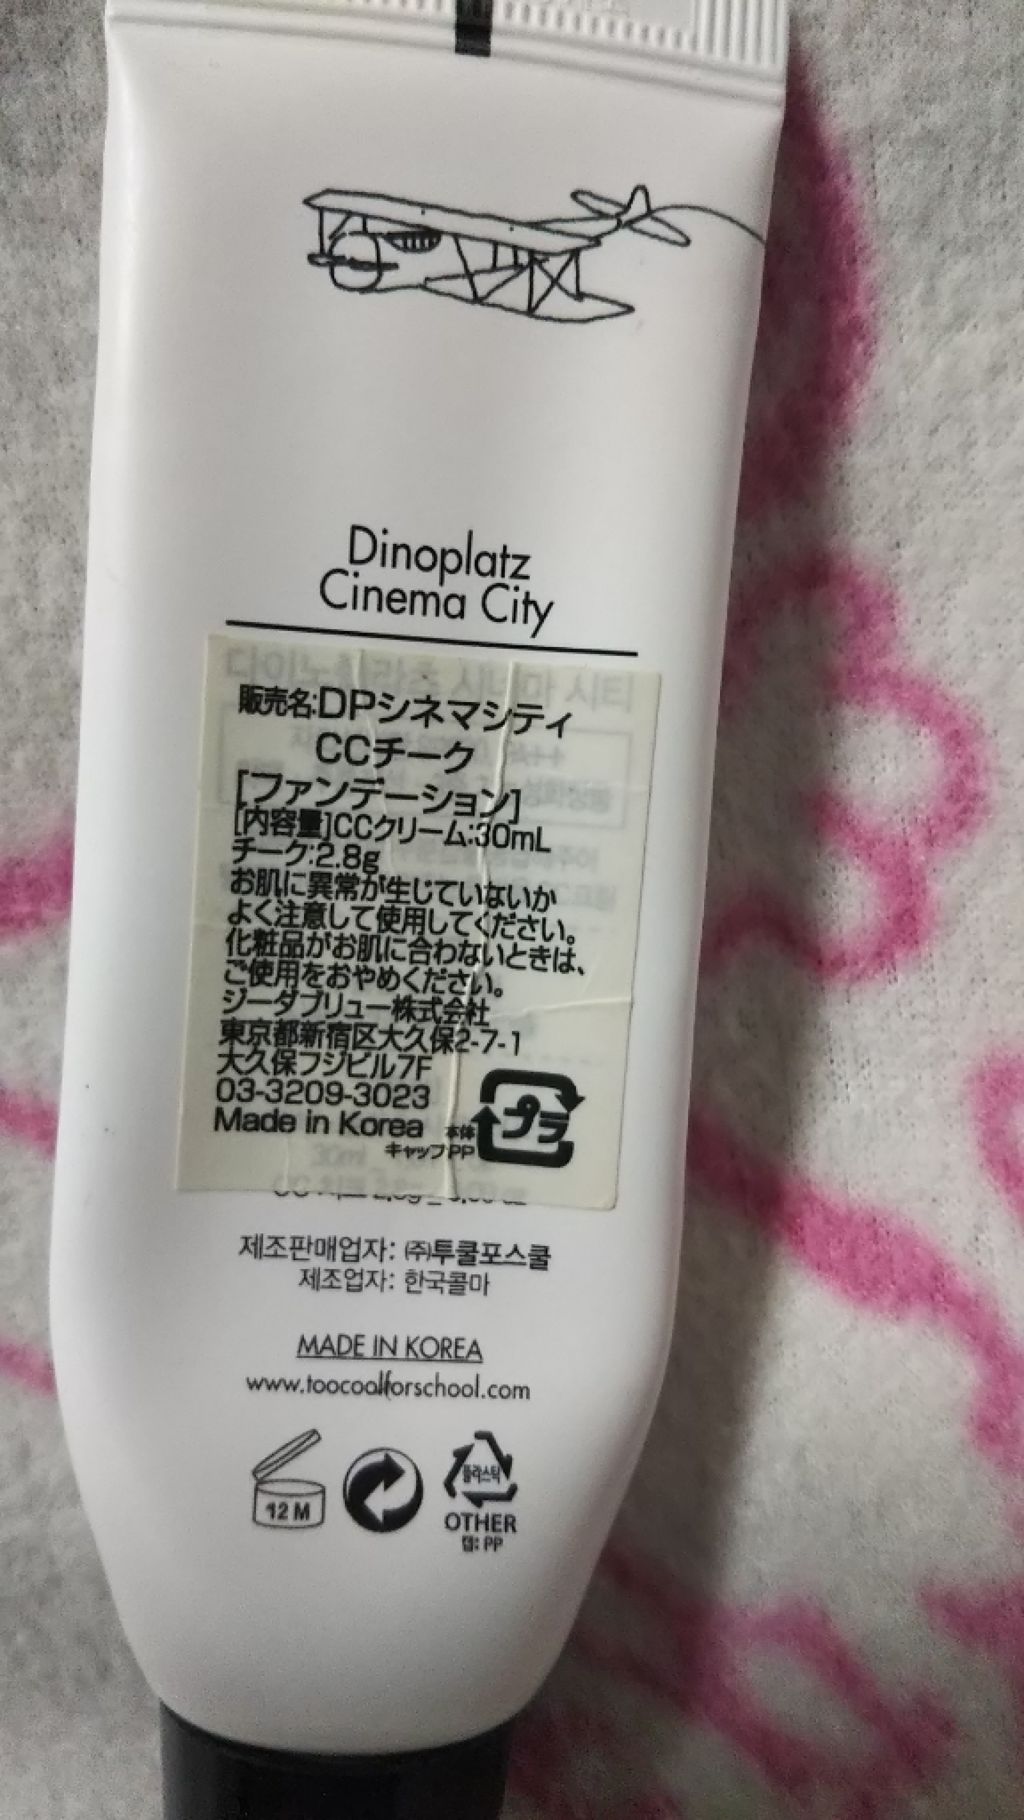 Dinoplatz
Cinema City
販売名:DPシネマシティ
CCチーク
[ファンデーション]
[内容量]CCクリーム:30mL
チーク:2.8g
お肌に異常が生じていないか
よく注意して使用してください。
化粧品がお肌に合わないときは、
ご使用をおやめください。
ジーダブリュー株式会社
東京都新宿区大久保2-7-1
大久保フジビル7F
03-3209-3023
Made in Korea
本体
キャップPP
プラ
제조판매업자: ㈜투쿨포스쿨
제조업자: 한국콜마
MADE IN KOREA
www.toocoolforschool.com
12 M
플라스틱
OTHER
캡: PP